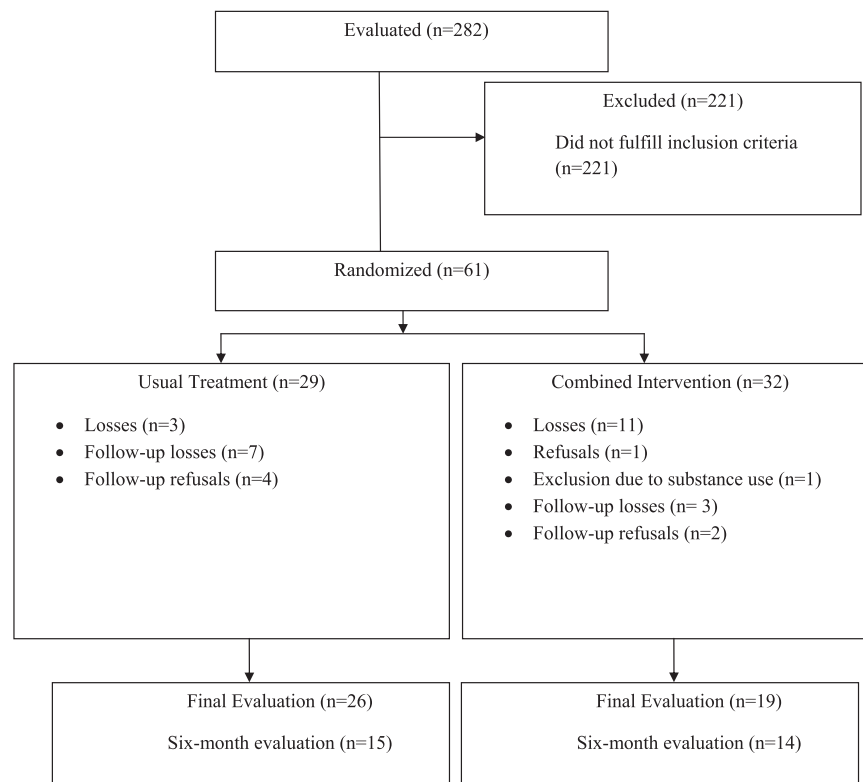 Evaluated (n=282)
Excluded (n=221)
Did not fulfill inclusion criteria
(n=221)
Randomized (n=61)
Usual Treatment (n=29)
• Losses (n=3)
• Follow-up losses (n=7)
• Follow-up refusals (n=4)
Combined Intervention (n=32)
• Losses (n=11)
• Refusals (n=1)
• Exclusion due to substance use (n=1)
• Follow-up losses (n= 3)
• Follow-up refusals (n=2)
Final Evaluation (n=26)
Six-month evaluation (n=15)
Final Evaluation (n=19)
Six-month evaluation (n=14)